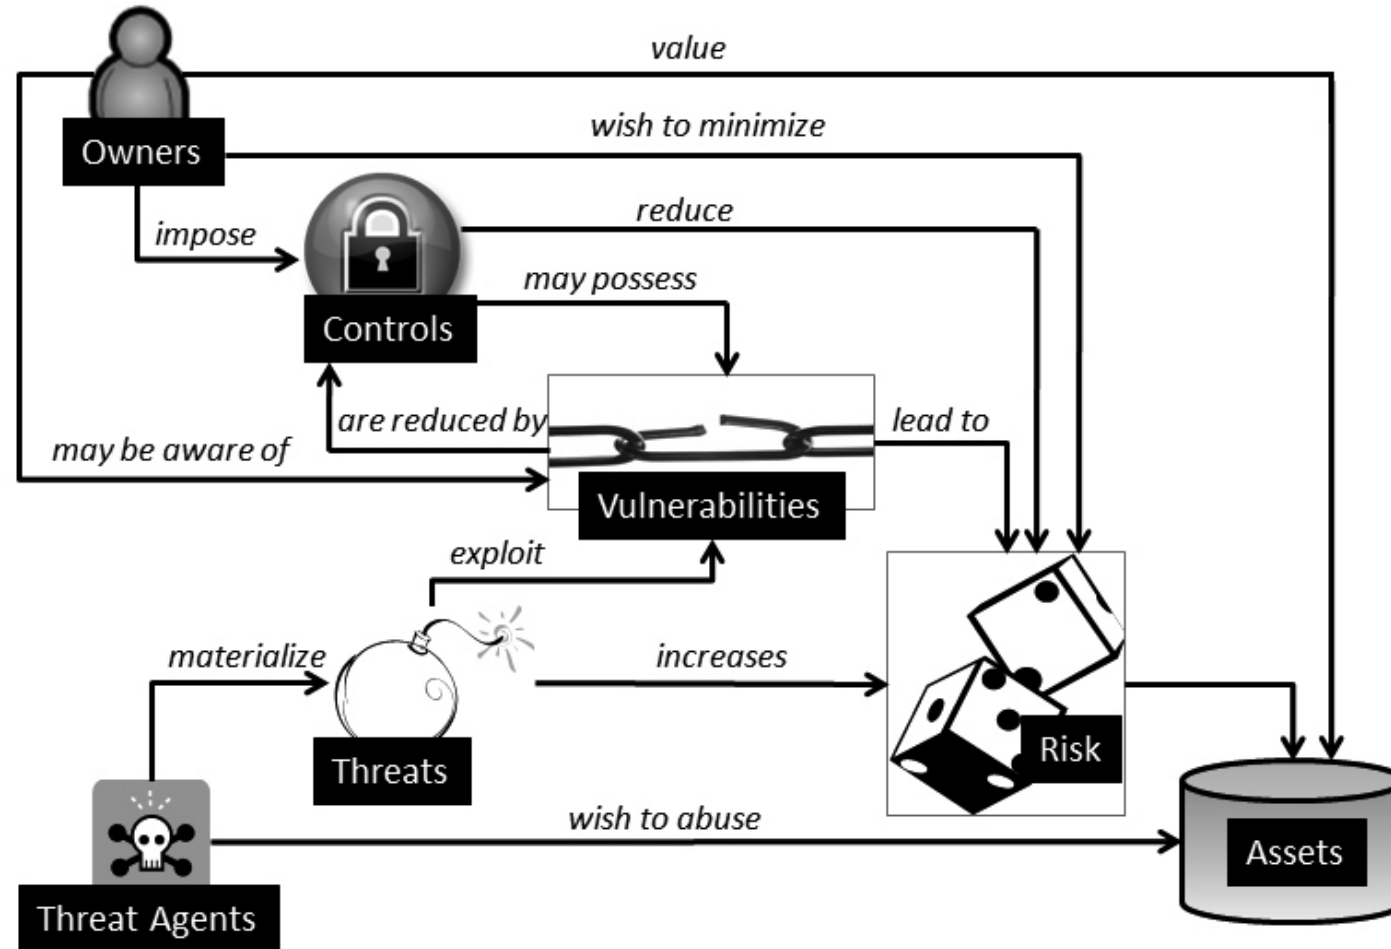 value
wish to minimize
Owners
reduce
impose
may possess
Controls
are reduced by
lead to
may be aware of
Vulnerabilities
exploit
materialize
increases
Risk
Threats
wish to abuse
Assets
Threat Agents